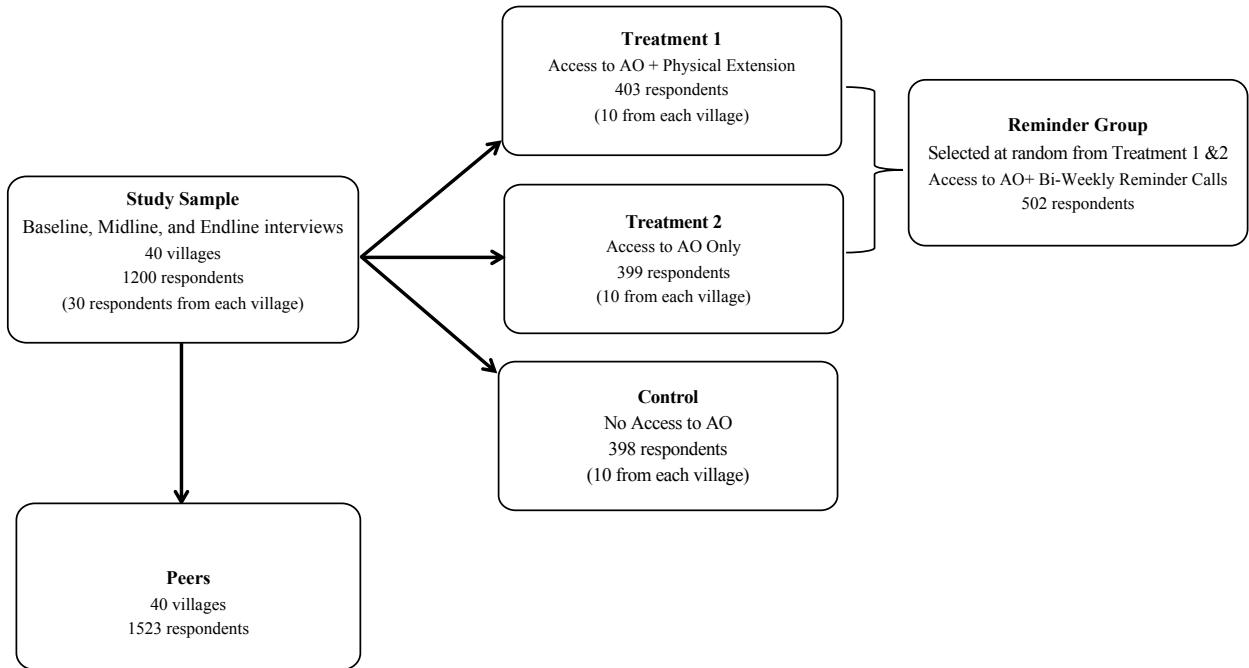 Study Sample
Baseline, Midline, and Endline interviews
40 villages
1200 respondents
(30 respondents from each village)
Treatment 1
Access to AO + Physical Extension
403 respondents
(10 from each village)
Treatment 2
Access to AO Only
399 respondents
(10 from each village)
Control
No Access to AO
398 respondents
(10 from each village)
Reminder Group
Selected at random from Treatment 1 &2
Access to AO+ Bi-Weekly Reminder Calls
502 respondents
Peers
40 villages
1523 respondents